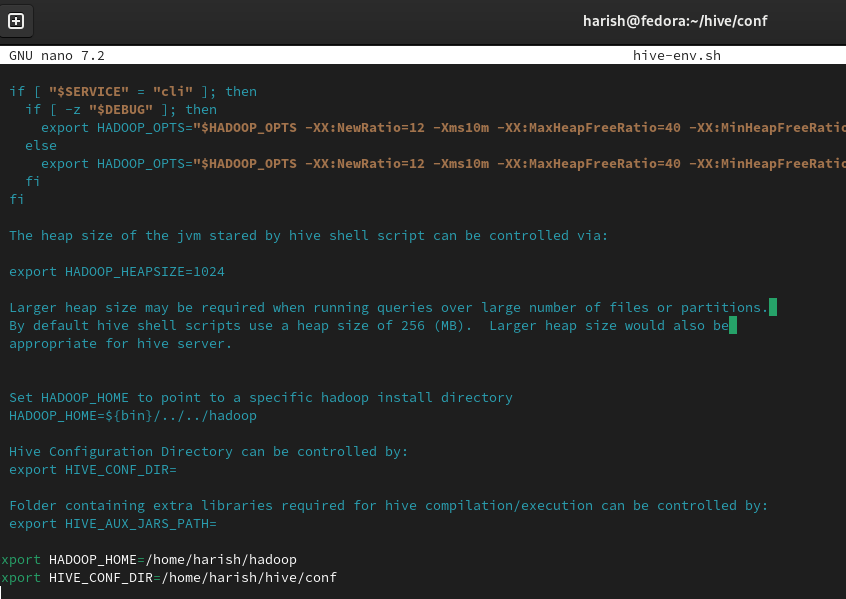 harish@fedora:~/hive/conf
GNU nano 7.2 hive-env.sh
if [ "$SERVICE" = "cli" ]; then
if [ -z "$DEBUG" ]; then
export HADOOP_OPTS="$HADOOP_OPTS -XX:NewRatio=12 -Xms10m -XX:MaxHeapFreeRatio=40 -XX:MinHeapFreeRatio
else
export HADOOP_OPTS="$HADOOP_OPTS -XX:NewRatio=12 -Xms10m -XX:MaxHeapFreeRatio=40 -XX:MinHeapFreeRatio
fi
fi
The heap size of the jvm stared by hive shell script can be controlled via:
export HADOOP_HEAPSIZE=1024
Larger heap size may be required when running queries over large number of files or partitions.
By default hive shell scripts use a heap size of 256 (MB).  Larger heap size would also be
appropriate for hive server.
Set HADOOP_HOME to point to a specific hadoop install directory
HADOOP_HOME=${bin}/../../hadoop
Hive Configuration Directory can be controlled by:
export HIVE_CONF_DIR=
Folder containing extra libraries required for hive compilation/execution can be controlled by:
export HIVE_AUX_JARS_PATH=
xport HADOOP_HOME=/home/harish/hadoop
xport HIVE_CONF_DIR=/home/harish/hive/conf